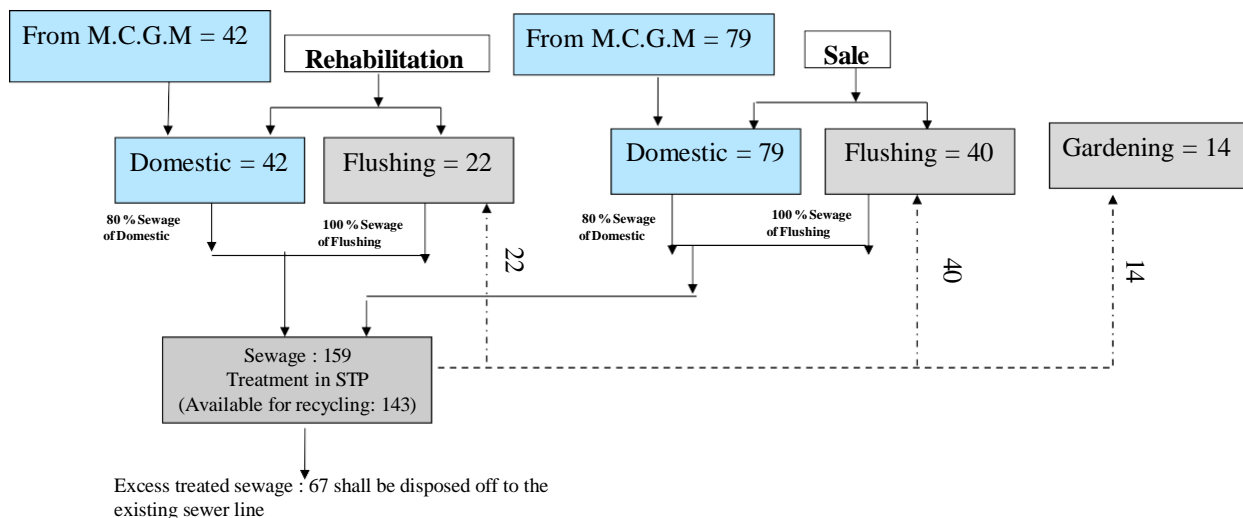 From M.C.G.M = 42
Rehabilitation
From M.C.G.M = 79
Sale
Domestic = 42
Flushing = 22
Domestic = 79
Flushing = 40
Gardening = 14
80 % Sewage
of Domestic
100 % Sewage
of Flushing
80 % Sewage
of Domestic
100 % Sewage
of Flushing
22
40
14
Sewage : 159
Treatment in STP
(Available for recycling: 143)
Excess treated sewage : 67 shall be disposed off to the
existing sewer line